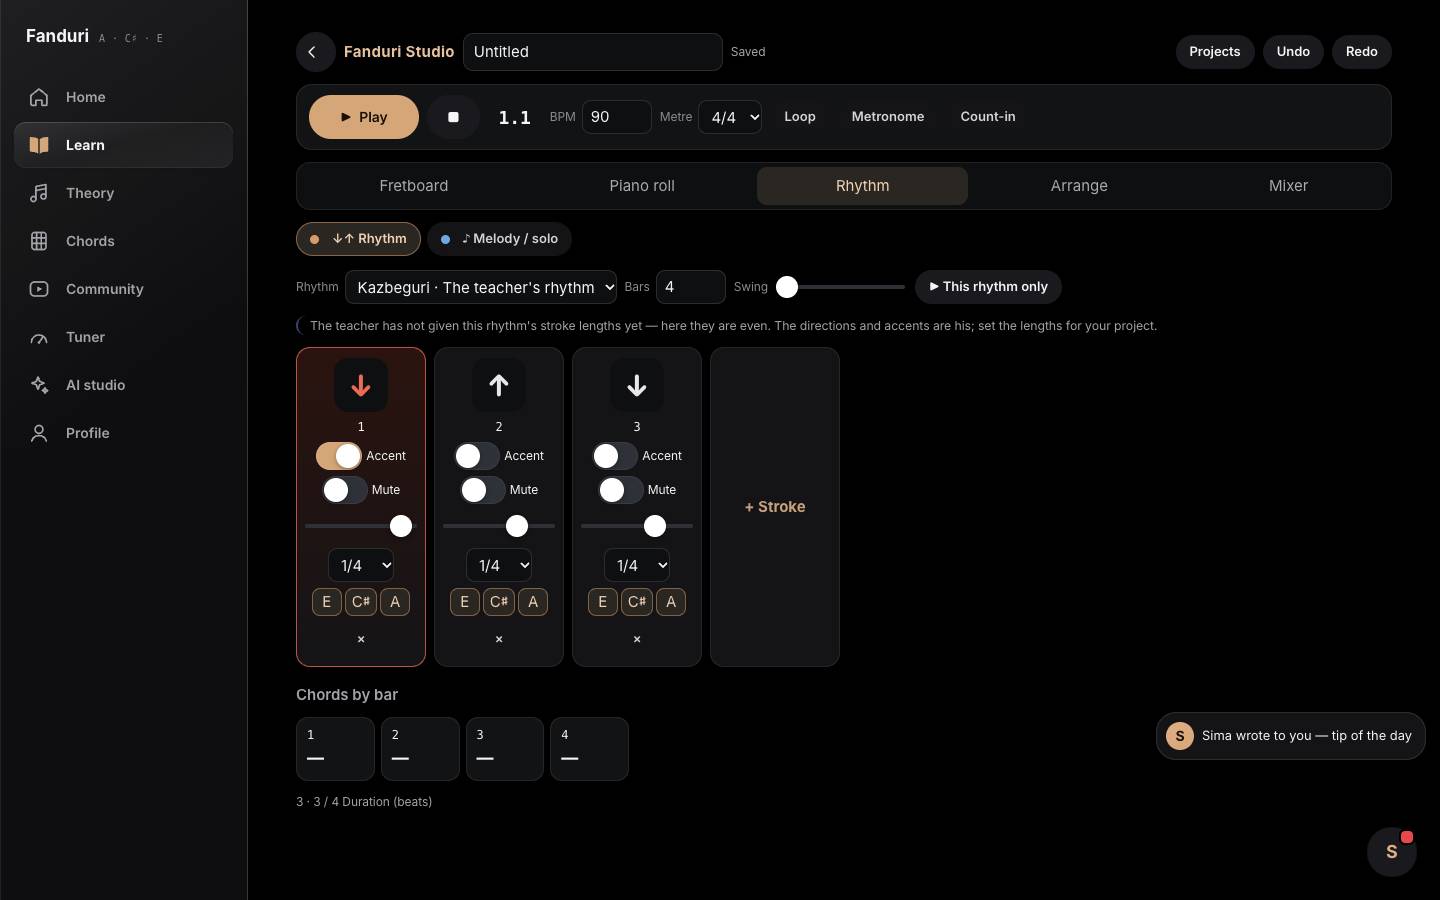 Fanduri A · C♯ · E
Home
Learn
Theory
Chords
Community
Tuner
AI studio
Profile
Fanduri Studio Untitled Saved Projects Undo Redo
Play 1.1 BPM 90 Metre 4/4 Loop Metronome Count-in
Fretboard Piano roll Rhythm Arrange Mixer
↓↑ Rhythm ♪ Melody / solo
Rhythm Kazbeguri · The teacher's rhythm Bars 4 Swing ▶ This rhythm only
The teacher has not given this rhythm's stroke lengths yet — here they are even. The directions and accents are his; set the lengths for your project.
↓ ↑ ↓
1 2 3
Accent Accent Accent
Mute Mute Mute
+ Stroke
1/4 1/4 1/4
E C♯ A E C♯ A E C♯ A
× × ×
Chords by bar
1 2 3 4
— — — —
3 · 3 / 4 Duration (beats)
S Sima wrote to you — tip of the day
S